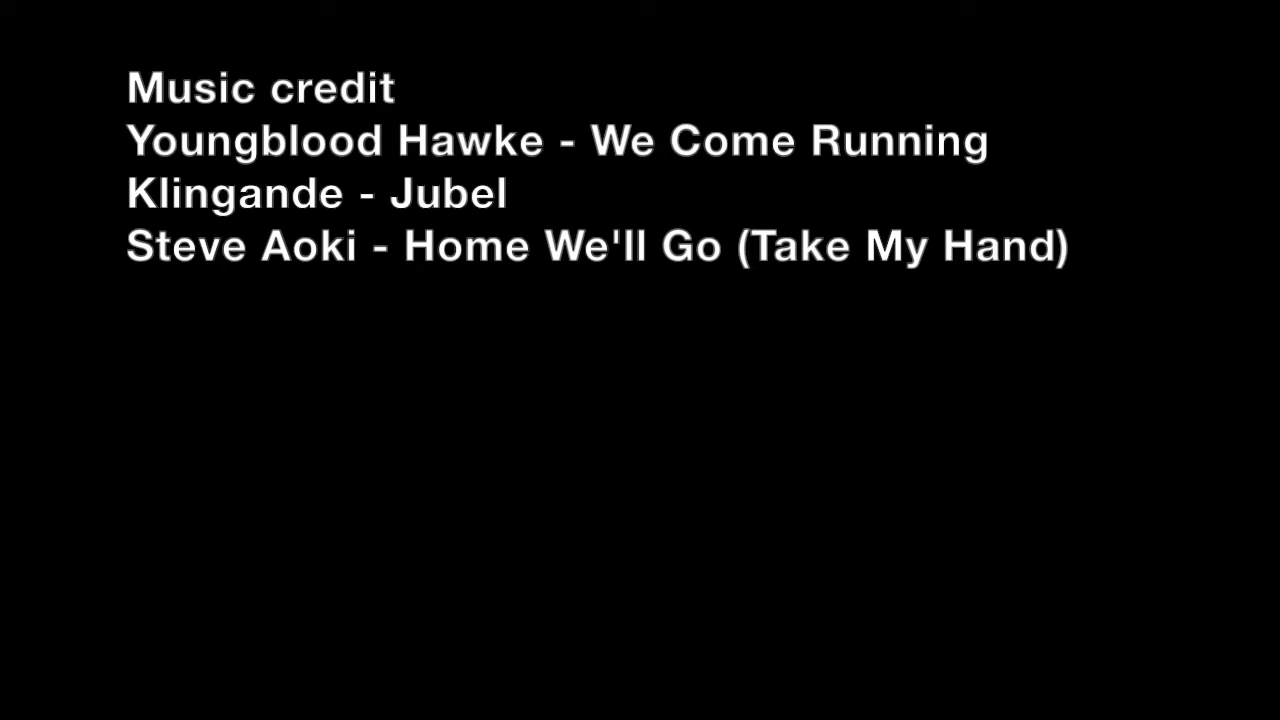 Music credit
Youngblood Hawke - We Come Running
Klingande - Jubel
Steve Aoki - Home We'll Go (Take My Hand)